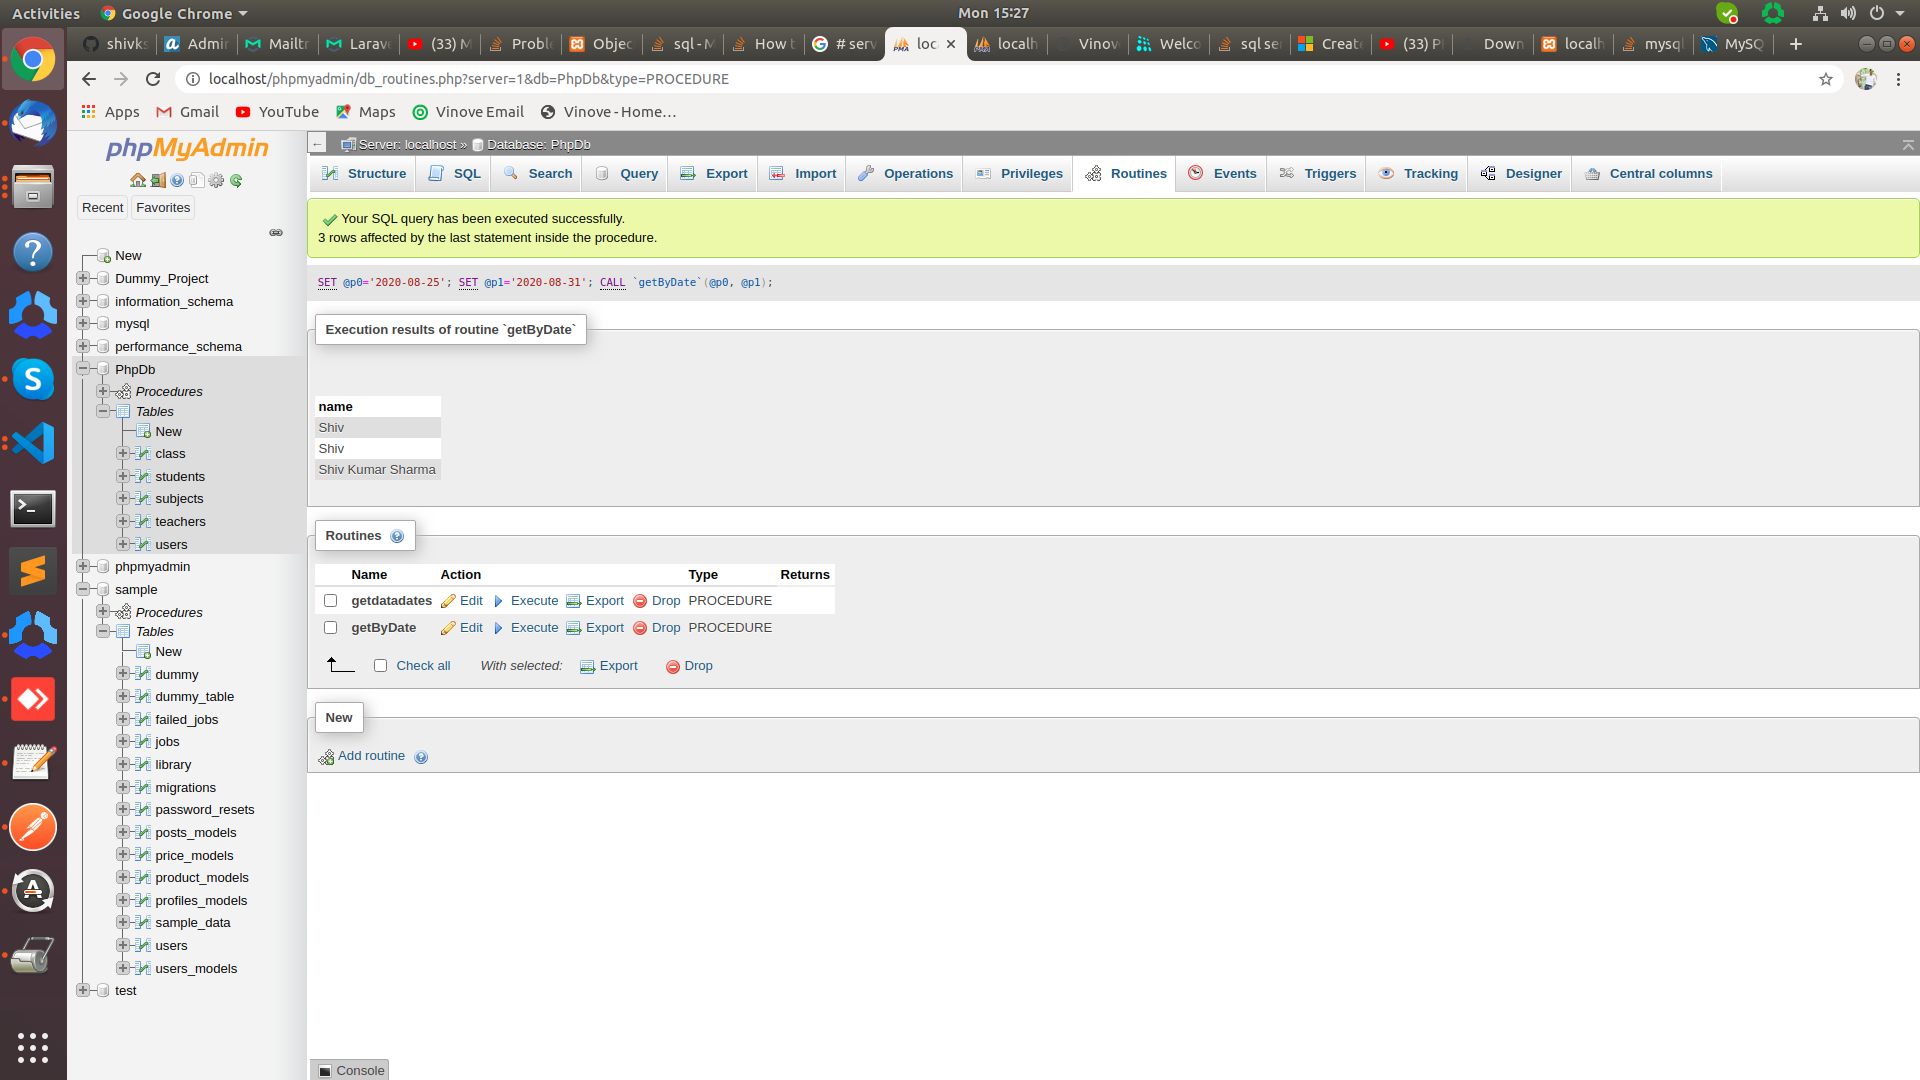 Activities Google Chrome Mon 15:27
shivks Admin Mailtr Larav (33) M Proble Objec sql - M How t # serv loc localh Vinov Welco sql se Create (33) P Down localh mysql MySQ
localhost/phpmyadmin/db_routines.php?server=1&db=PhpDb&type=PROCEDURE
Apps Gmail YouTube Maps Vinove Email Vinove - Home…
phpMyAdmin
Recent Favorites
New
Dummy_Project
information_schema
mysql
performance_schema
PhpDb
Procedures
Tables
New
class
students
subjects
teachers
users
phpmyadmin
sample
Procedures
Tables
New
dummy
dummy_table
failed_jobs
jobs
library
migrations
password_resets
posts_models
price_models
product_models
profiles_models
sample_data
users
users_models
test
Server: localhost » Database: PhpDb
Structure SQL Search Query Export Import Operations Privileges Routines Events Triggers Tracking Designer Central columns
Your SQL query has been executed successfully.
3 rows affected by the last statement inside the procedure.
SET @p0='2020-08-25'; SET @p1='2020-08-31'; CALL `getByDate`(@p0, @p1);
Execution results of routine `getByDate`
name
Shiv
Shiv
Shiv Kumar Sharma
Routines
Name Action Type Returns
getdatadates Edit Execute Export Drop PROCEDURE
getByDate Edit Execute Export Drop PROCEDURE
Check all With selected: Export Drop
New
Add routine
Console